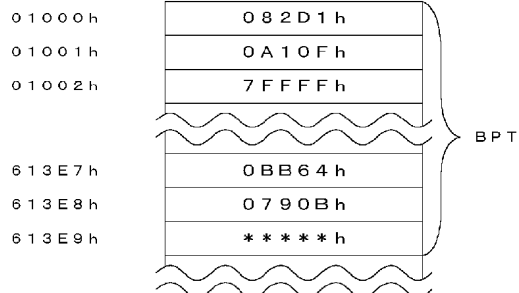 01000h 082D1h
01001h 0A10Fh
01002h 7FFFFh
BPT
613E7h 0BB64h
613E8h 0790Bh
613E9h *****h